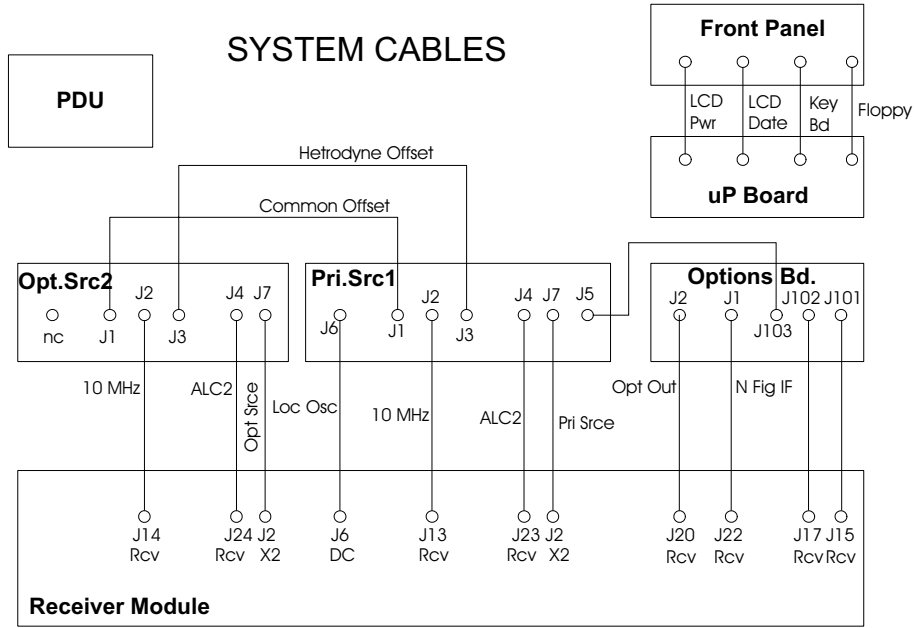 SYSTEM CABLES
Front Panel
PDU
LCD Pwr
LCD Date
Key Bd
Floppy
uP Board
Hetrodyne Offset
Common Offset
Opt.Src2
nc
J1
J2
J3
J4
J7
Pri.Src1
J6
J1
J2
J3
J4
J7
J5
Options Bd.
J2
J1
J103
J102
J101
10 MHz
ALC2
Opt Srce
Loc Osc
10 MHz
ALC2
Pri Srce
Opt Out
N Fig IF
J14 Rcv
J24 Rcv
J2 X2
J6 DC
J13 Rcv
J23 Rcv
J2 X2
J20 Rcv
J22 Rcv
J17 Rcv
J15 Rcv
Receiver Module